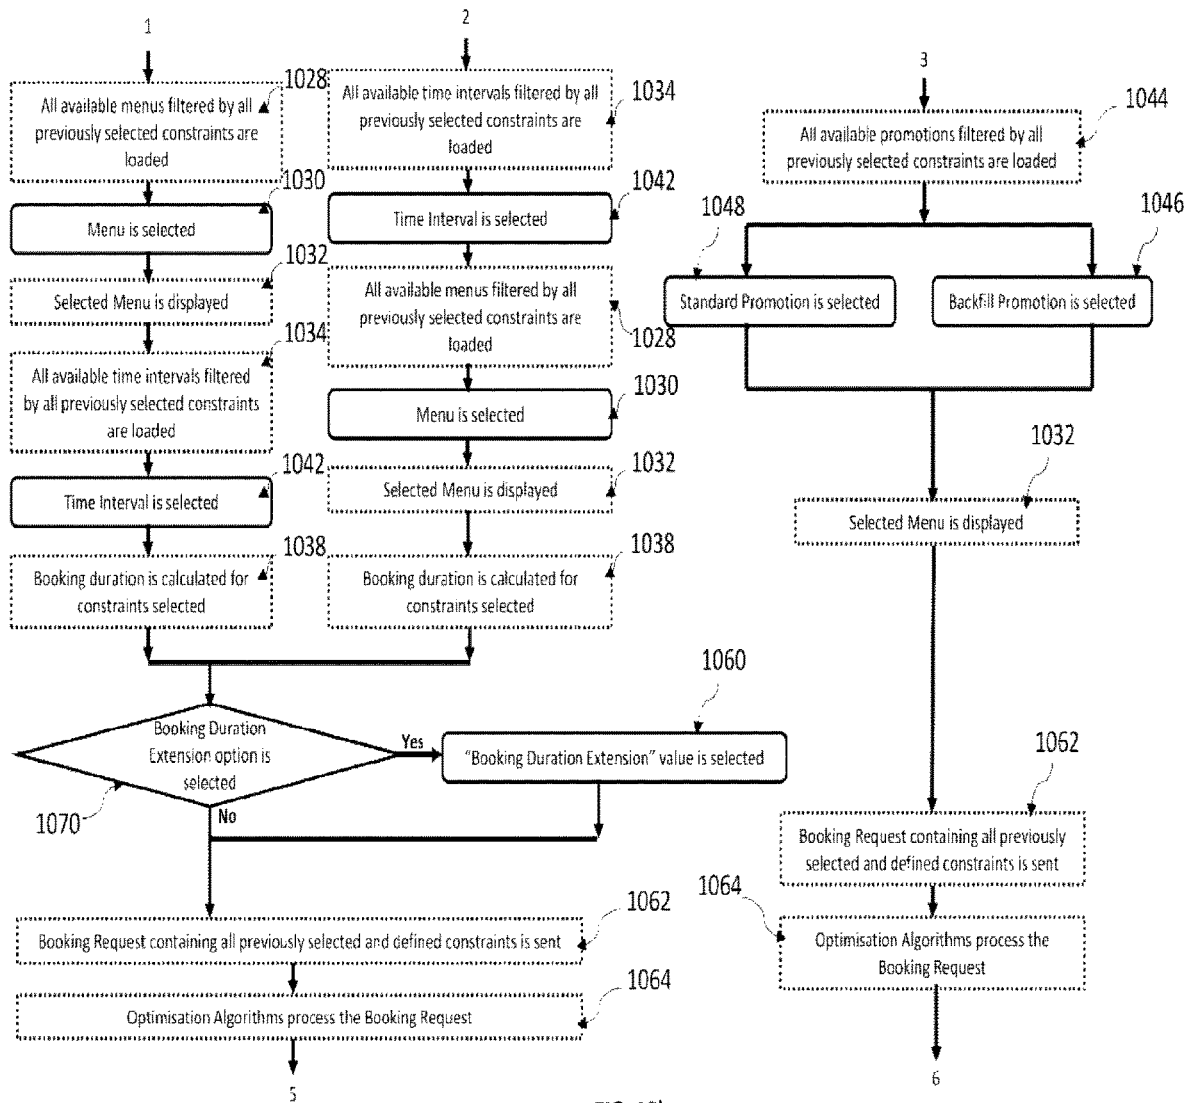 1
2
3
1028
All available menus filtered by all
previously selected constraints are
loaded
1030
Menu is selected
1032
Selected Menu is displayed
1034
All available time intervals filtered
by all previously selected constraints
are loaded
1042
Time Interval is selected
1038
Booking duration is calculated for
constraints selected
1034
All available time intervals filtered by all
previously selected constraints are
loaded
1042
Time Interval is selected
All available menus filtered by all
previously selected constraints are
loaded
1028
1030
Menu is selected
1032
Selected Menu is displayed
1038
Booking duration is calculated for
constraints selected
1044
All available promotions filtered by all
previously selected constraints are loaded
1048
1046
Standard Promotion is selected
Backfill Promotion is selected
1032
Selected Menu is displayed
Booking Duration
Extension option is
selected
1070
Yes
No
1060
"Booking Duration Extension" value is selected
1062
Booking Request containing all previously selected and defined constraints is sent
1064
Optimisation Algorithms process the Booking Request
5
1062
Booking Request containing all previously
selected and defined constraints is sent
1064
Optimisation Algorithms process the
Booking Request
6